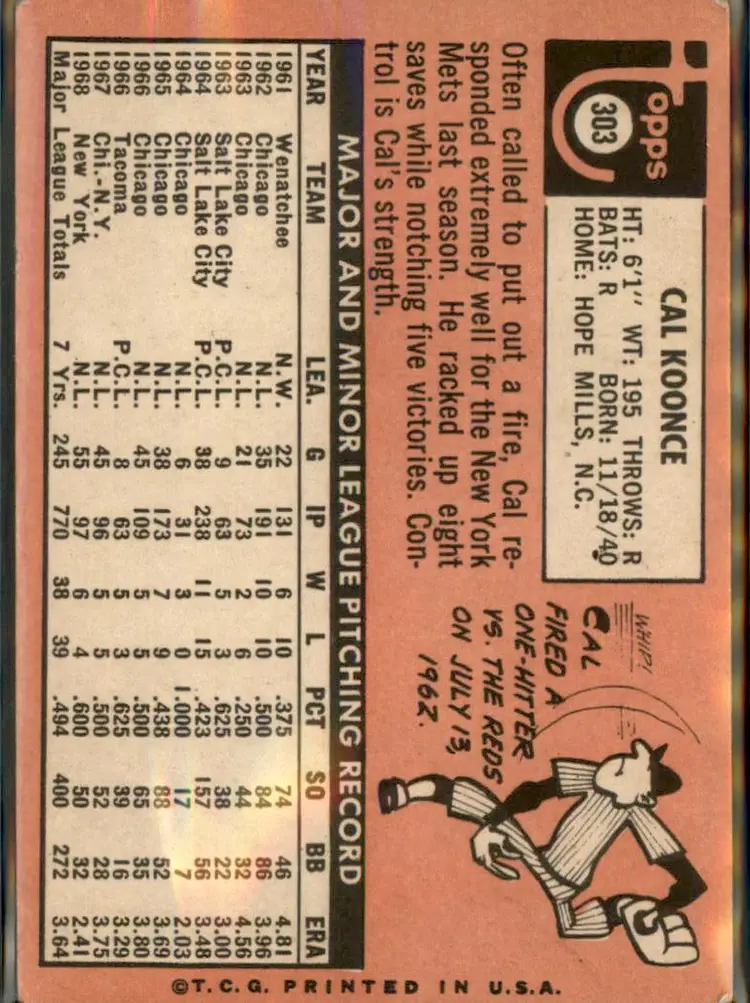 Topps
303
CAL KOONCE
HT: 6'1" WT: 195 THROWS: R
BATS: R BORN: 11/18/40
HOME: HOPE MILLS, N.C.
Often called to put out a fire, Cal re-
sponded extremely well for the New York
Mets last season. He racked up eight
saves while notching five victories. Con-
trol is Cal's strength.
WHIP!
CAL
FIRED A
ONE-HITTER
VS. THE REDS
ON JULY 13,
1962.
MAJOR AND MINOR LEAGUE PITCHING RECORD
YEAR TEAM LEA. G IP W L PCT SO BB ERA
1961 Wenatchee N.W. 22 131 6 10 .375 74 46 4.81
1962 Chicago N.L. 35 191 10 10 .500 84 86 3.96
1963 Chicago N.L. 21 73 2 6 .250 44 32 4.56
1963 Salt Lake City P.C.L. 9 63 5 3 .625 38 22 3.00
1964 Salt Lake City P.C.L. 38 238 11 15 .423 157 56 3.48
1964 Chicago N.L. 6 31 3 0 1.000 17 7 2.03
1965 Chicago N.L. 38 173 7 9 .438 88 52 3.69
1966 Chicago N.L. 45 109 5 5 .500 65 35 3.80
1966 Tacoma P.C.L. 8 63 5 3 .625 39 16 3.29
1967 Chi.-N.Y. N.L. 45 96 5 5 .500 52 28 3.75
1968 New York N.L. 55 97 6 4 .600 50 32 2.41
Major League Totals 7 Yrs. 245 770 38 39 .494 400 272 3.64
©T.C.G. PRINTED IN U.S.A.